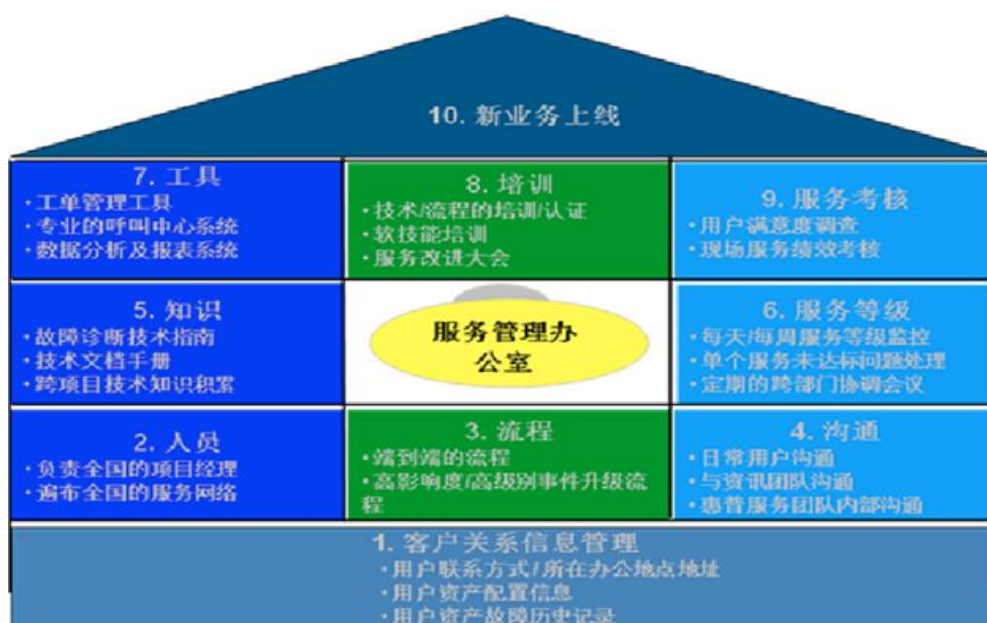 10. 新业务上线
7. 工具
·工单管理工具
·专业的呼叫中心系统
·数据分析及报表系统
8. 培训
·技术/流程的培训/认证
·软技能培训
·服务改进大会
9. 服务考核
·用户满意度调查
·现场服务绩效考核
5. 知识
·故障诊断技术指南
·技术文档手册
·跨项目技术知识积累
服务管理办
公室
6. 服务等级
·每天/每周服务等级监控
·单个服务未达标问题处理
·定期的跨部门协调会议
2. 人员
·负责全国的项目经理
·遍布全国的服务网络
3. 流程
·端到端的流程
·高影响度/高级别事件升级流
程
4. 沟通
·日常用户沟通
·与资讯团队沟通
·惠普服务团队内部沟通
1. 客户关系信息管理
·用户联系方式/所在办公地点地址
·用户资产配置信息
·用户资产故障历史记录